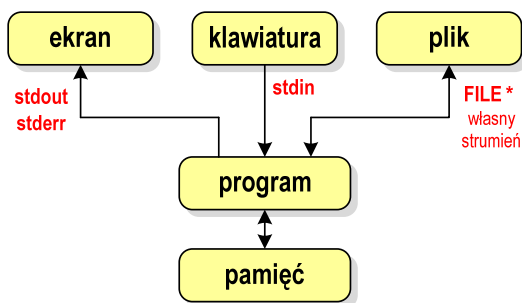 ekran
klawiatura
plik
stdout
stderr
stdin
FILE *
własny
strumień
program
pamięć